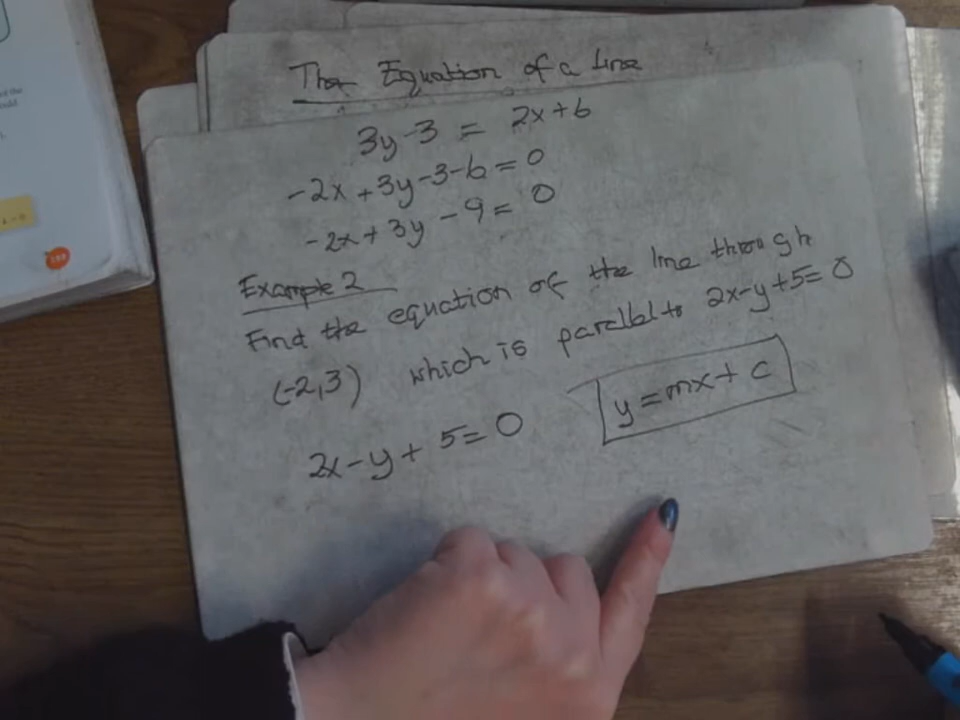 The Equation of a line
3y-3 = 2x+6
-2x+3y-3-6=0
-2x+3y-9=0
Example 2
Find the equation of the line through
(-2,3) which is parallel to 2x-y+5=0
2x-y+5=0 y=mx+c